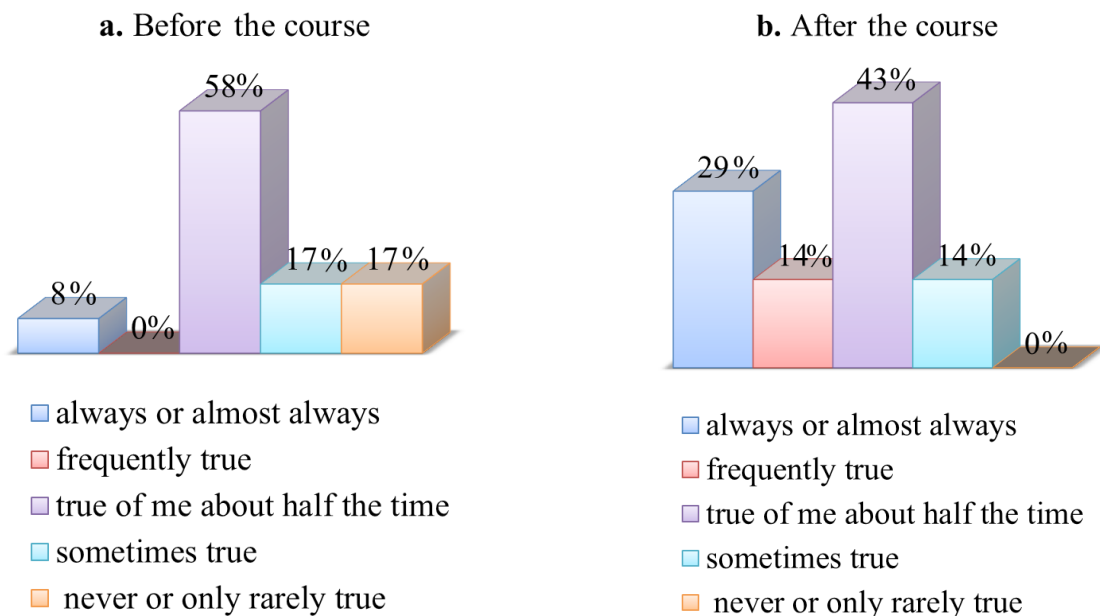 a. Before the course
58%
17%
17%
8%
0%
always or almost always
frequently true
true of me about half the time
sometimes true
never or only rarely true
b. After the course
43%
29%
14%
14%
0%
always or almost always
frequently true
true of me about half the time
sometimes true
never or only rarely true